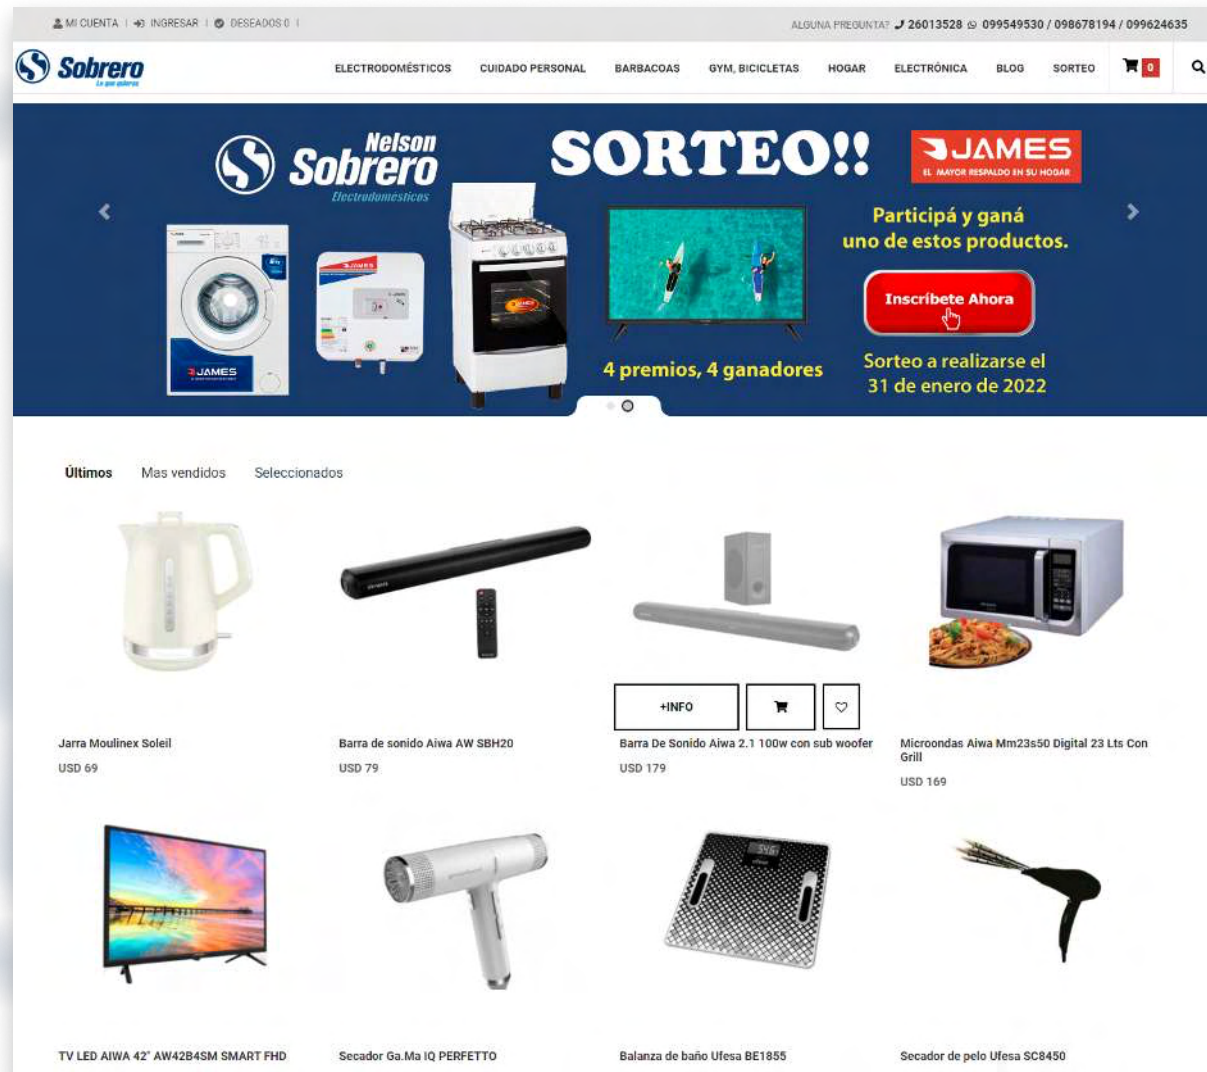 MI CUENTA | INGRESAR | DESEADOS 0 |
ALGUNA PREGUNTA? 26013528 099549530 / 098678194 / 099624635
Sobrero
Lo que quieras
ELECTRODOMÉSTICOS CUIDADO PERSONAL BARBACOAS GYM, BICICLETAS HOGAR ELECTRÓNICA BLOG SORTEO 0
Nelson
Sobrero
Electrodomésticos
SORTEO!!
JAMES
EL MAYOR RESPALDO EN SU HOGAR
Participá y ganá
uno de estos productos.
Inscríbete Ahora
JAMES
JAMES
4 premios, 4 ganadores
Sorteo a realizarse el
31 de enero de 2022
Últimos Mas vendidos Seleccionados
+INFO
Jarra Moulinex Soleil
USD 69
Barra de sonido Aiwa AW SBH20
USD 79
Barra De Sonido Aiwa 2.1 100w con sub woofer
USD 179
Microondas Aiwa Mm23s50 Digital 23 Lts Con
Grill
USD 169
TV LED AIWA 42" AW42B4SM SMART FHD
Secador Ga.Ma IQ PERFETTO
Balanza de baño Ufesa BE1855
Secador de pelo Ufesa SC8450